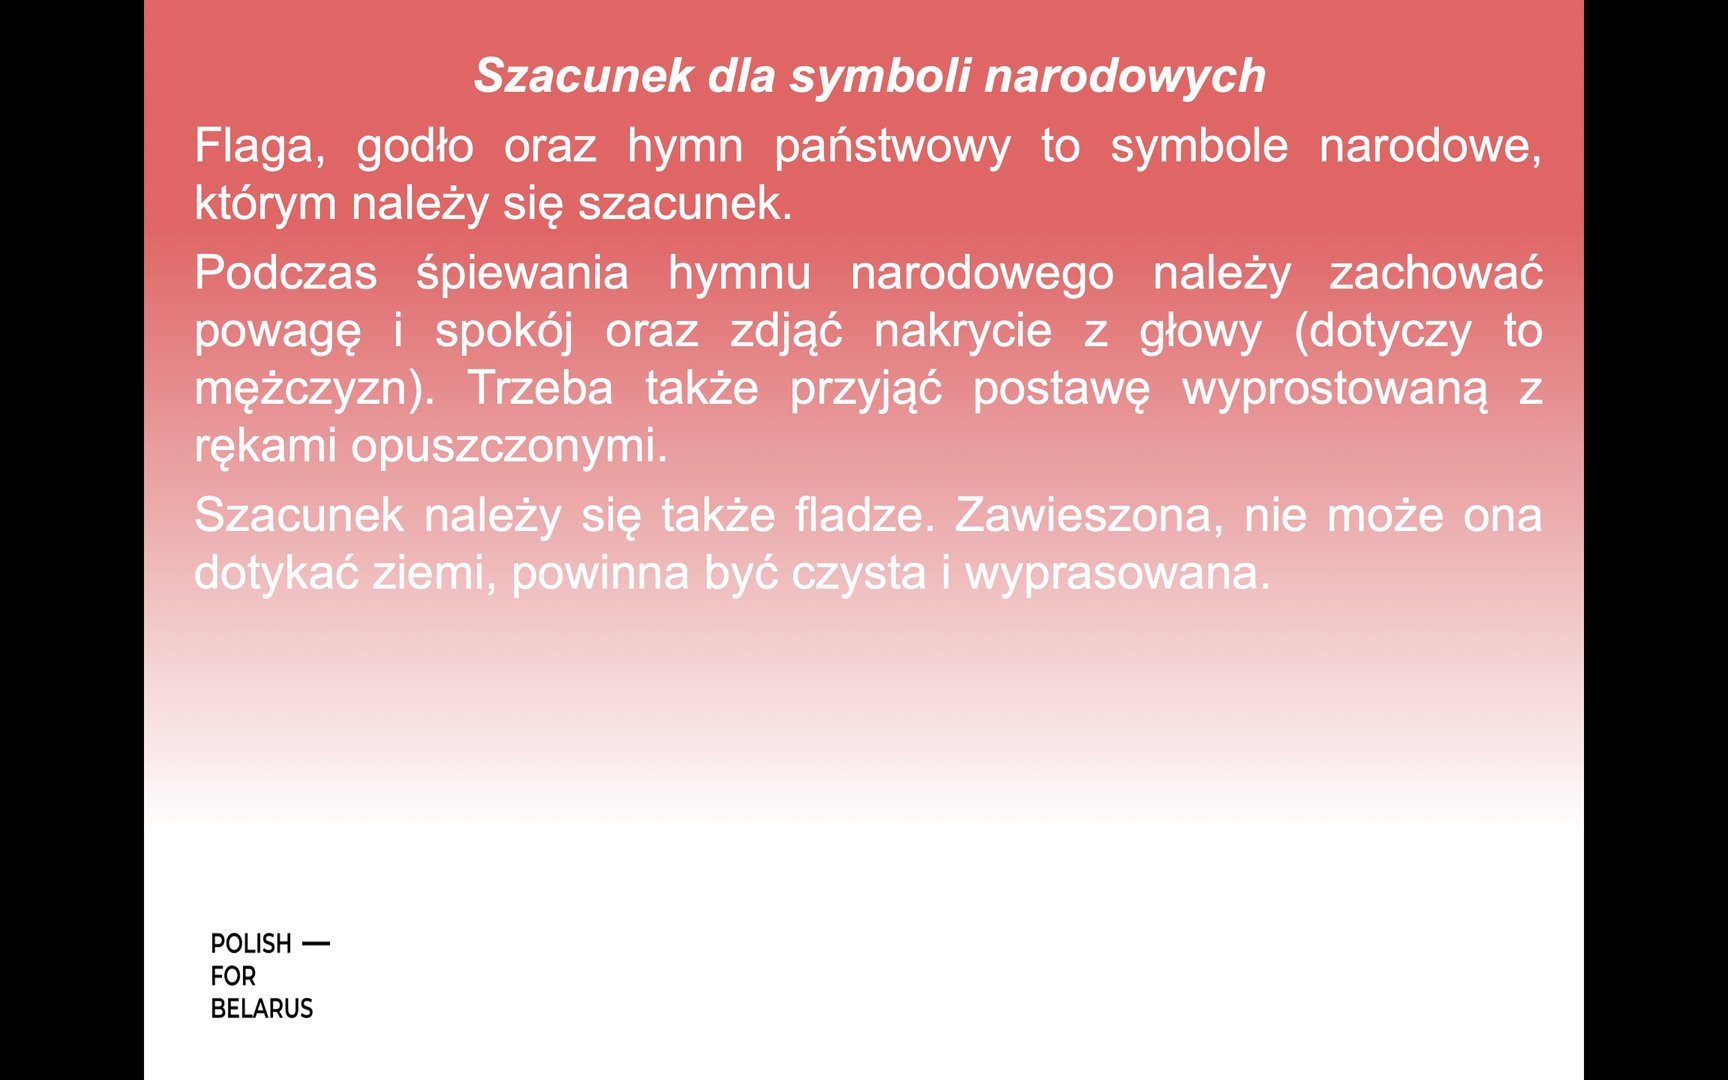 Szacunek dla symboli narodowych
Flaga, godło oraz hymn państwowy to symbole narodowe,
którym należy się szacunek.
Podczas śpiewania hymnu narodowego należy zachować
powagę i spokój oraz zdjąć nakrycie z głowy (dotyczy to
mężczyzn). Trzeba także przyjąć postawę wyprostowaną z
rękami opuszczonymi.
Szacunek należy się także fladze. Zawieszona, nie może ona
dotykać ziemi, powinna być czysta i wyprasowana.
POLISH —
FOR
BELARUS